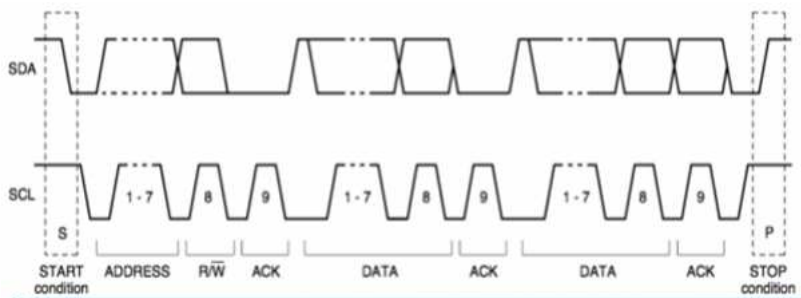 SDA
SCL
1 - 7 8 9 1 - 7 8 9 1 - 7 8 9
S P
START condition ADDRESS R/W̅ ACK DATA ACK DATA ACK STOP condition